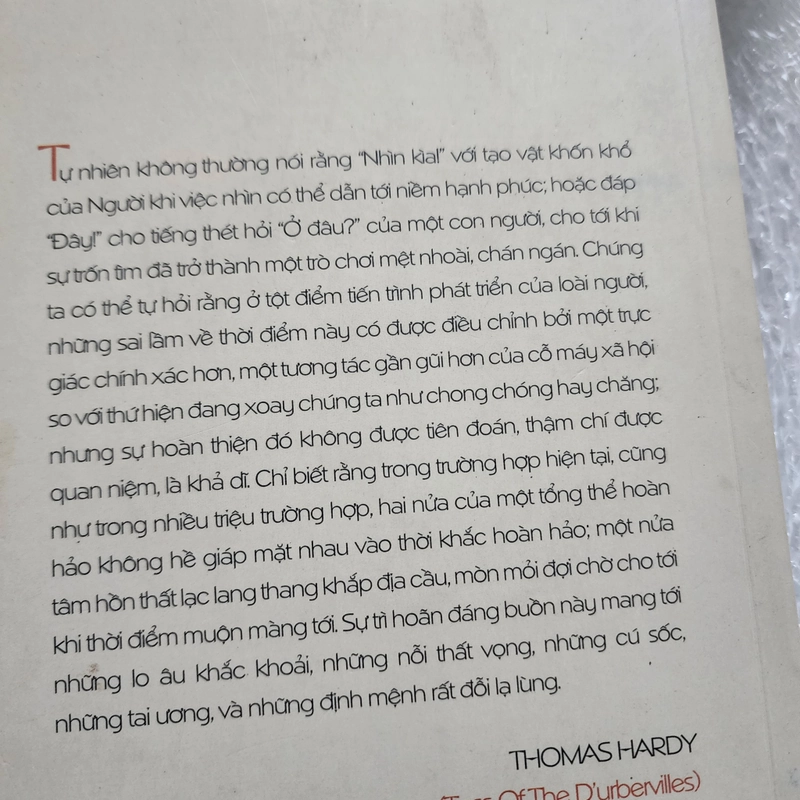 Tự nhiên không thường nói rằng "Nhìn kìa!" với tạo vật khốn khổ
của Người khi việc nhìn có thể dẫn tới niềm hạnh phúc; hoặc đáp
"Đây!" cho tiếng thét hỏi "Ở đâu?" của một con người, cho tới khi
sự trốn tìm đã trở thành một trò chơi mệt nhoài, chán ngán. Chúng
ta có thể tự hỏi rằng ở tột điểm tiến trình phát triển của loài người,
những sai lầm về thời điểm này có được điều chỉnh bởi một trực
giác chính xác hơn, một tương tác gần gũi hơn của cỗ máy xã hội
so với thứ hiện đang xoay chúng ta như chong chóng hay chăng;
nhưng sự hoàn thiện đó không được tiên đoán, thậm chí được
quan niệm, là khả dĩ. Chỉ biết rằng trong trường hợp hiện tại, cũng
như trong nhiều triệu trường hợp, hai nửa của một tổng thể hoàn
hảo không hề giáp mặt nhau vào thời khắc hoàn hảo; một nửa
tâm hồn thất lạc lang thang khắp địa cầu, mòn mỏi đợi chờ cho tới
khi thời điểm muộn màng tới. Sự trì hoãn đáng buồn này mang tới
những lo âu khắc khoải, những nỗi thất vọng, những cú sốc,
những tai ương, và những định mệnh rất đỗi lạ lùng.
THOMAS HARDY
Of The D'urbervilles)